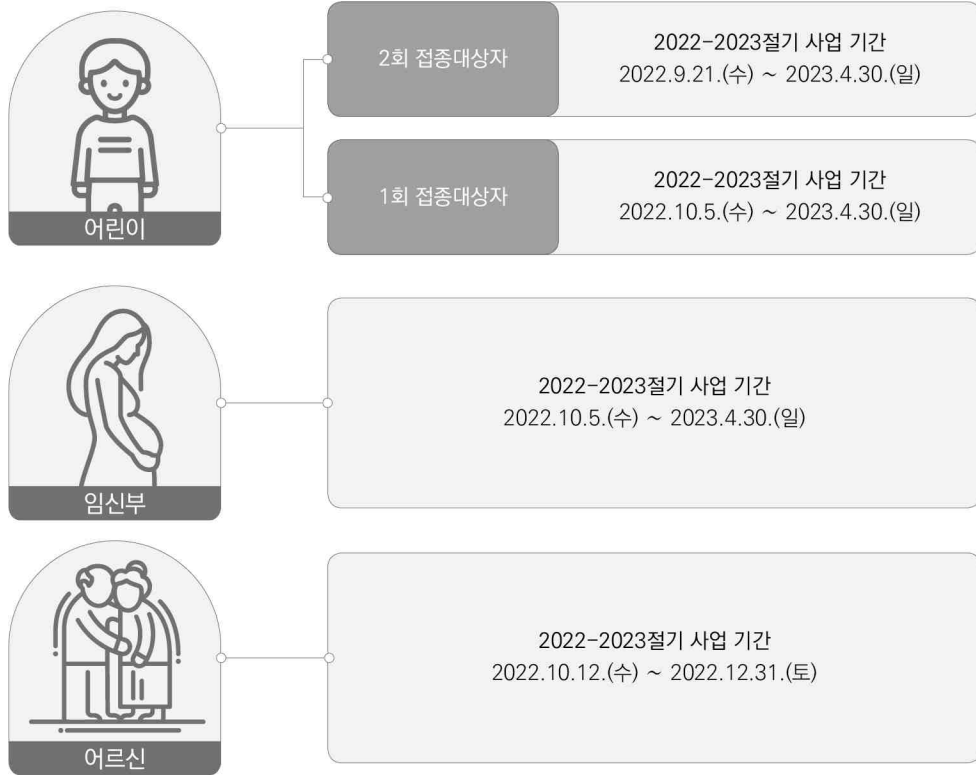 어린이
2회 접종대상자
2022-2023절기 사업 기간
2022.9.21.(수) ~ 2023.4.30.(일)
1회 접종대상자
2022-2023절기 사업 기간
2022.10.5.(수) ~ 2023.4.30.(일)
임신부
2022-2023절기 사업 기간
2022.10.5.(수) ~ 2023.4.30.(일)
어르신
2022-2023절기 사업 기간
2022.10.12.(수) ~ 2022.12.31.(토)